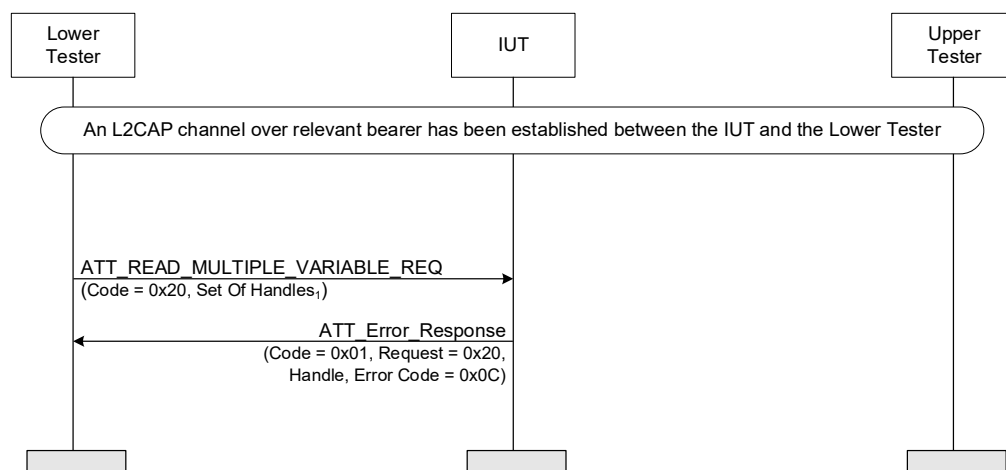 Lower
Tester
IUT
Upper
Tester
An L2CAP channel over relevant bearer has been established between the IUT and the Lower Tester
ATT_READ_MULTIPLE_VARIABLE_REQ
(Code = 0x20, Set Of Handles₁)
ATT_Error_Response
(Code = 0x01, Request = 0x20,
Handle, Error Code = 0x0C)